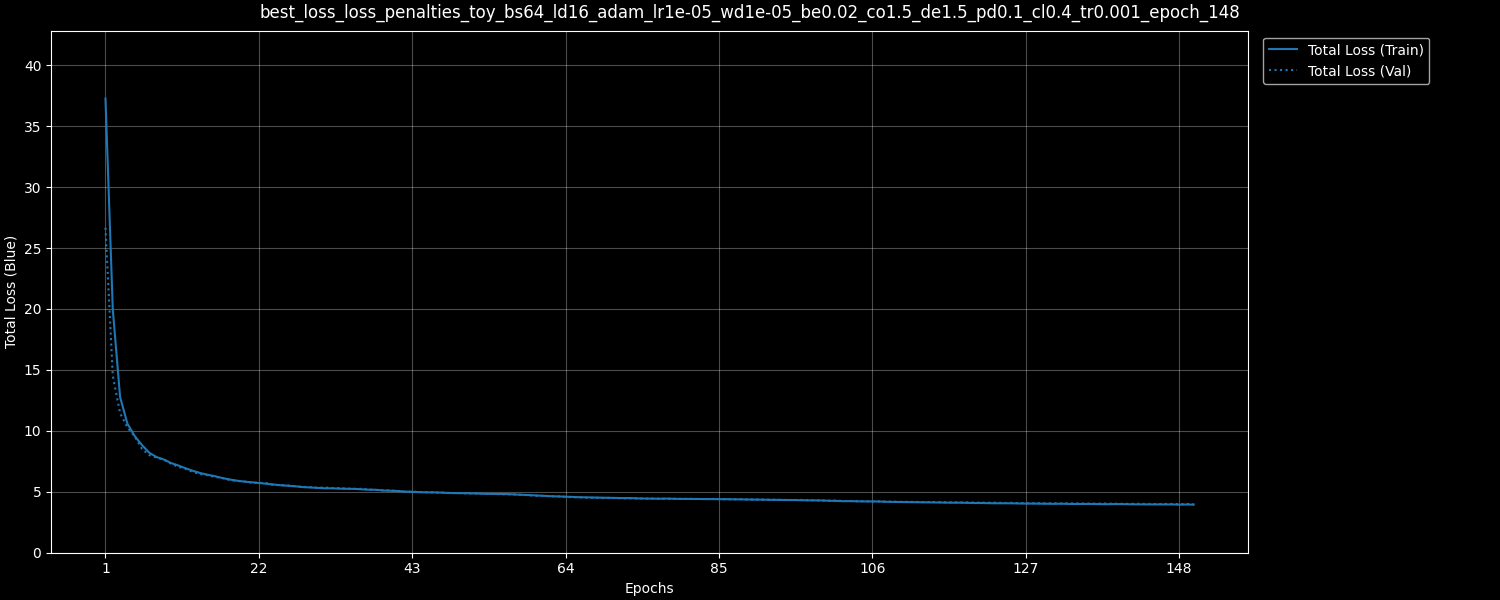 best_loss_loss_penalties_toy_bs64_ld16_adam_lr1e-05_wd1e-05_be0.02_co1.5_de1.5_pd0.1_cl0.4_tr0.001_epoch_148
Total Loss (Train)
Total Loss (Val)
Total Loss (Blue)
40
35
30
25
20
15
10
5
0
1 22 43 64 85 106 127 148
Epochs